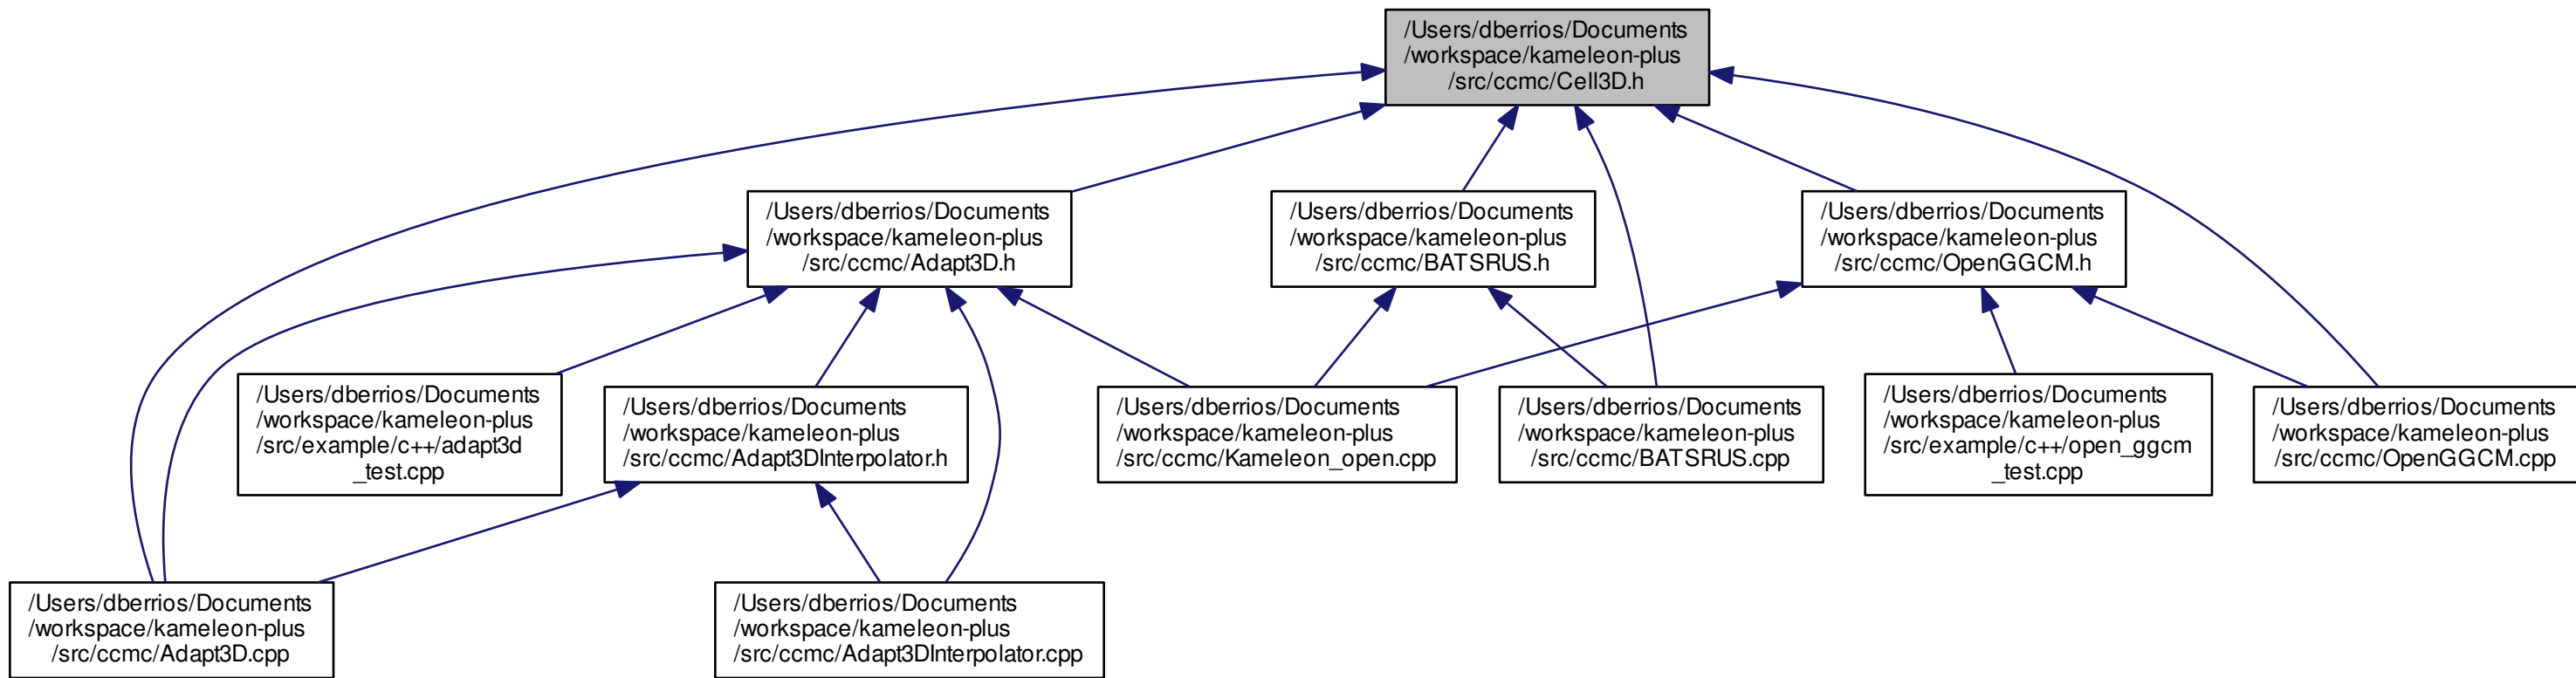 /Users/dberrios/Documents
/workspace/kameleon-plus
/src/ccmc/Cell3D.h
/Users/dberrios/Documents
/workspace/kameleon-plus
/src/ccmc/Adapt3D.h
/Users/dberrios/Documents
/workspace/kameleon-plus
/src/ccmc/BATSRUS.h
/Users/dberrios/Documents
/workspace/kameleon-plus
/src/ccmc/OpenGGCM.h
/Users/dberrios/Documents
/workspace/kameleon-plus
/src/example/c++/adapt3d
_test.cpp
/Users/dberrios/Documents
/workspace/kameleon-plus
/src/ccmc/Adapt3DInterpolator.h
/Users/dberrios/Documents
/workspace/kameleon-plus
/src/ccmc/Kameleon_open.cpp
/Users/dberrios/Documents
/workspace/kameleon-plus
/src/ccmc/BATSRUS.cpp
/Users/dberrios/Documents
/workspace/kameleon-plus
/src/example/c++/open_ggcm
_test.cpp
/Users/dberrios/Documents
/workspace/kameleon-plus
/src/ccmc/OpenGGCM.cpp
/Users/dberrios/Documents
/workspace/kameleon-plus
/src/ccmc/Adapt3D.cpp
/Users/dberrios/Documents
/workspace/kameleon-plus
/src/ccmc/Adapt3DInterpolator.cpp